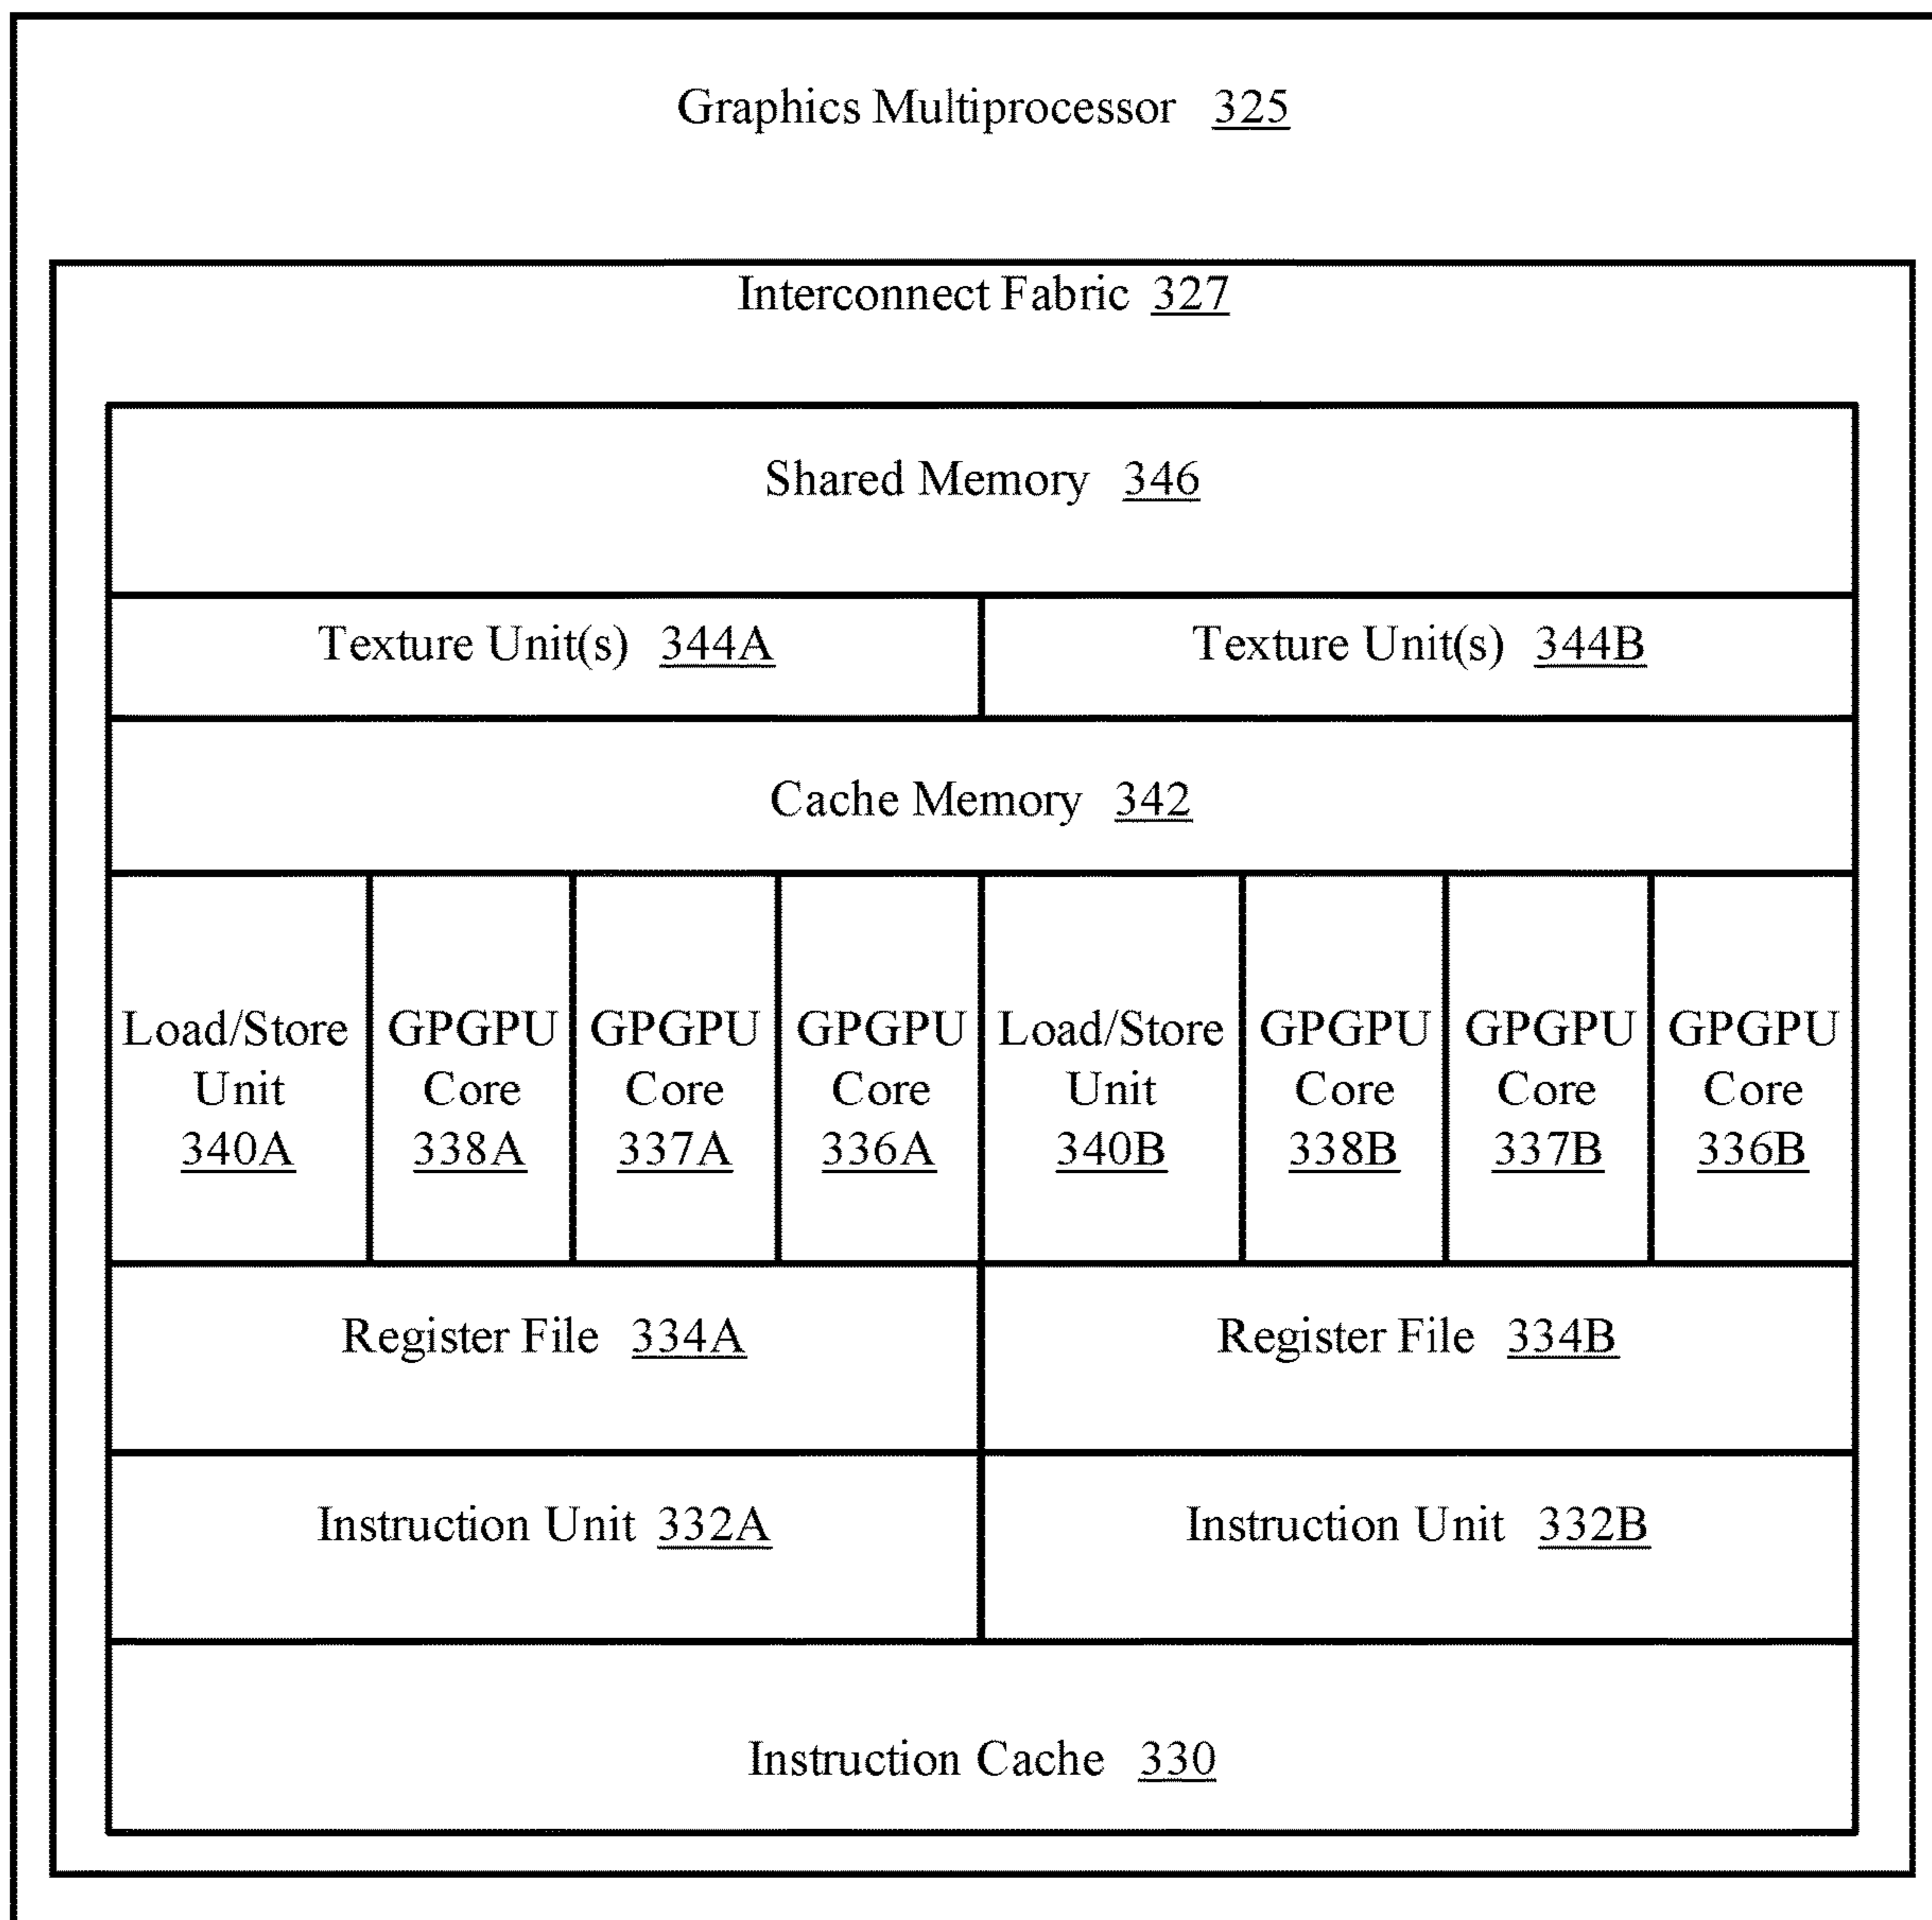 Graphics Multiprocessor 325
Interconnect Fabric 327
Shared Memory 346
Texture Unit(s) 344A
Texture Unit(s) 344B
Cache Memory 342
Load/Store
Unit
340A
GPGPU
Core
338A
GPGPU
Core
337A
GPGPU
Core
336A
Load/Store
Unit
340B
GPGPU
Core
338B
GPGPU
Core
337B
GPGPU
Core
336B
Register File 334A
Register File 334B
Instruction Unit 332A
Instruction Unit 332B
Instruction Cache 330